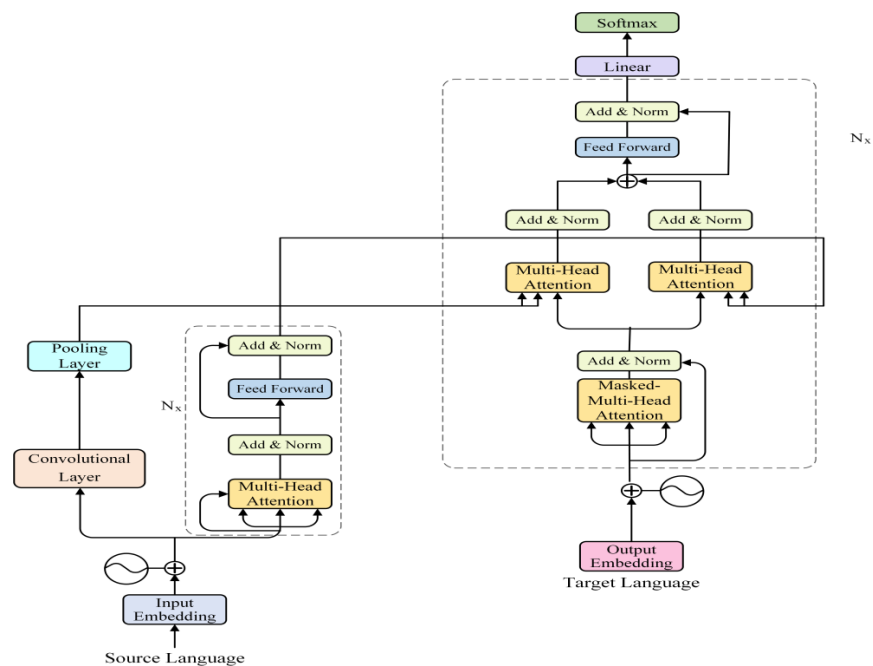 Softmax
Linear
Add & Norm
Feed Forward
N_x
Add & Norm
Add & Norm
Multi-Head
Attention
Multi-Head
Attention
Pooling
Layer
Add & Norm
Add & Norm
Feed Forward
N_x
Masked-
Multi-Head
Attention
Add & Norm
Convolutional
Layer
Multi-Head
Attention
Output
Embedding
Target Language
Input
Embedding
Source Language